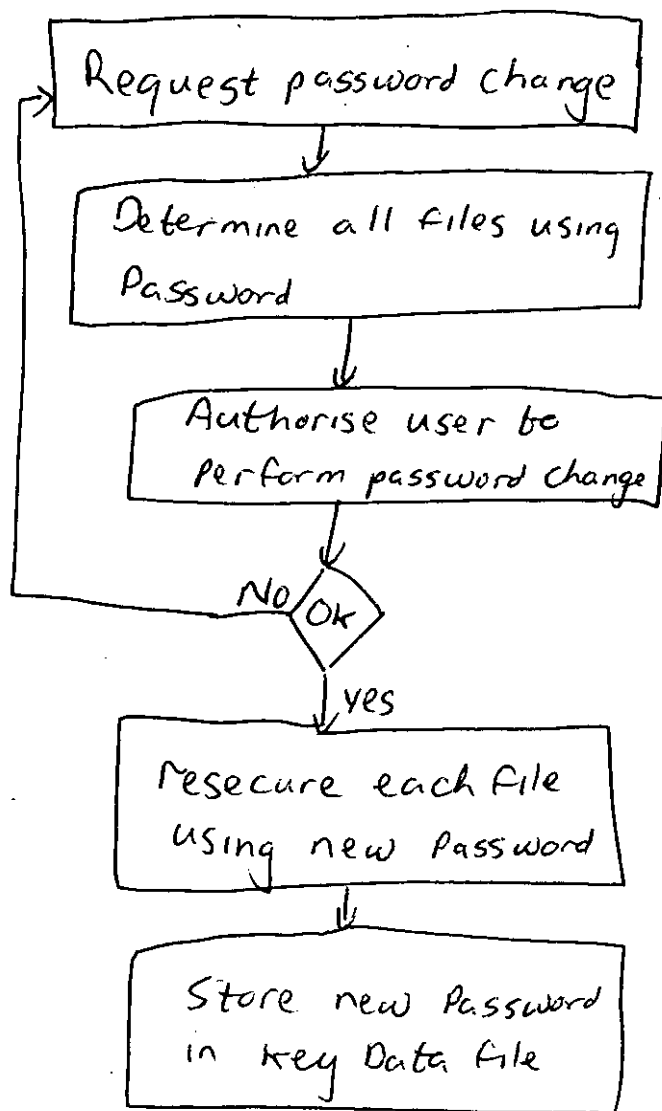 Request password change
Determine all files using
Password
Authorise user to
perform password change
No
OK
yes
resecure each file
using new Password
Store new Password
in Key Data file